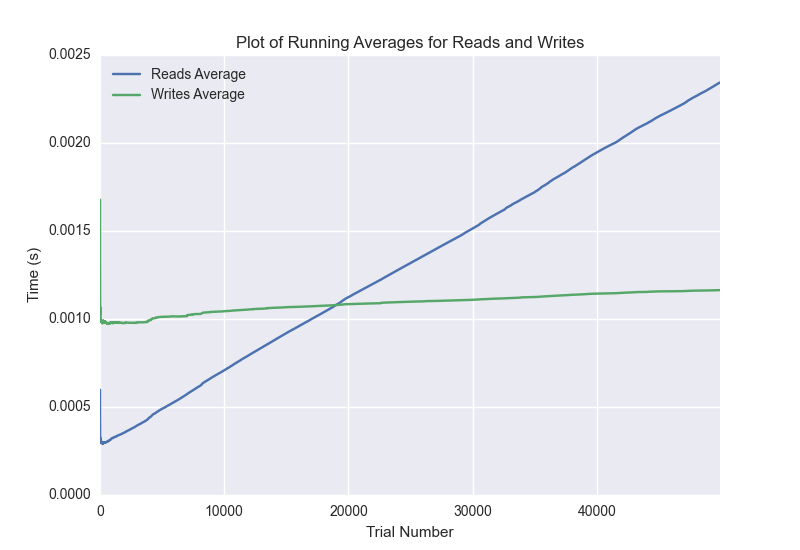 Plot of Running Averages for Reads and Writes
0.0025
Reads Average
Writes Average
0.0020
0.0015
Time (s)
0.0010
0.0005
0.0000
0 10000 20000 30000 40000
Trial Number